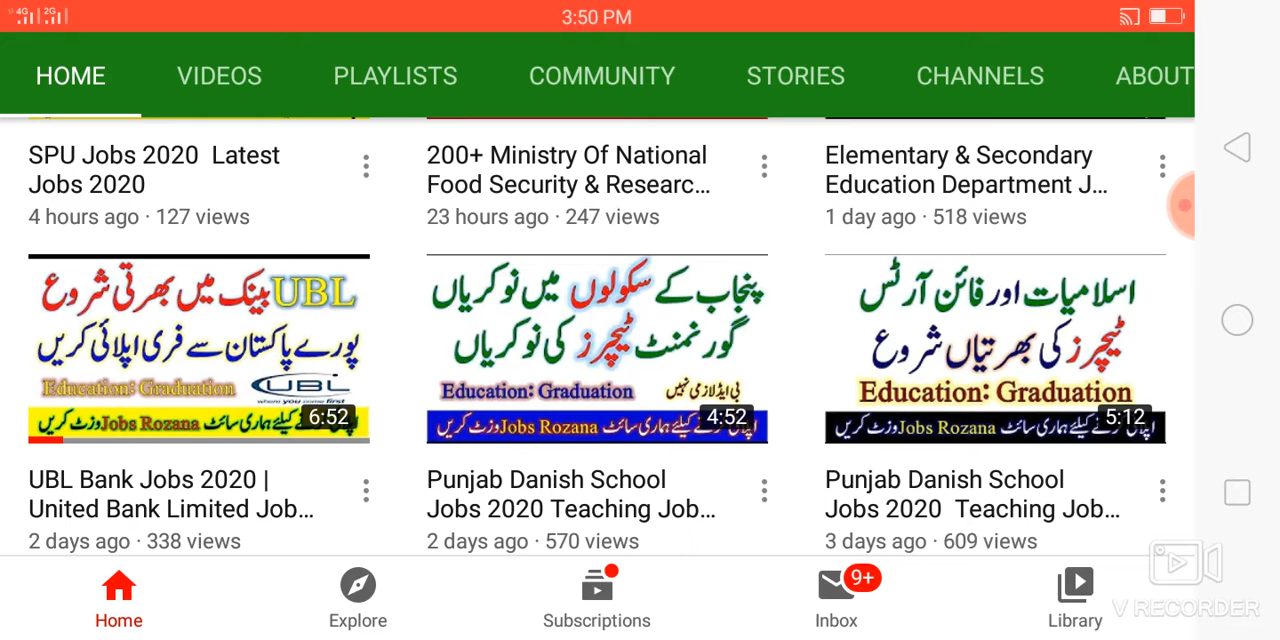 4G 2G 3:50 PM
HOME VIDEOS PLAYLISTS COMMUNITY STORIES CHANNELS ABOUT
SPU Jobs 2020 Latest
Jobs 2020
4 hours ago · 127 views
200+ Ministry Of National
Food Security & Researc...
23 hours ago · 247 views
Elementary & Secondary
Education Department J...
1 day ago · 518 views
UBL بینک میں بھرتی شروع
پورے پاکستان سے فری اپلائی کریں
Education: Graduation
UBL
where you come first
کیلئے ہماری سائٹ Jobs Rozana وزٹ کریں
6:52
UBL Bank Jobs 2020 |
United Bank Limited Job...
2 days ago · 338 views
پنجاب کے سکولوں میں نوکریاں
گورنمنٹ ٹیچرز کی نوکریاں
Education: Graduation بی ایڈ لازمی نہیں
کیلئے ہماری سائٹ Jobs Rozana وزٹ کریں
4:52
Punjab Danish School
Jobs 2020 Teaching Job...
2 days ago · 570 views
اسلامیات اور فائن آرٹس
ٹیچرز کی بھرتیاں شروع
Education: Graduation
کیلئے ہماری سائٹ Jobs Rozana وزٹ کریں
5:12
Punjab Danish School
Jobs 2020 Teaching Job...
3 days ago · 609 views
Home Explore Subscriptions Inbox 9+ Library
V RECORDER